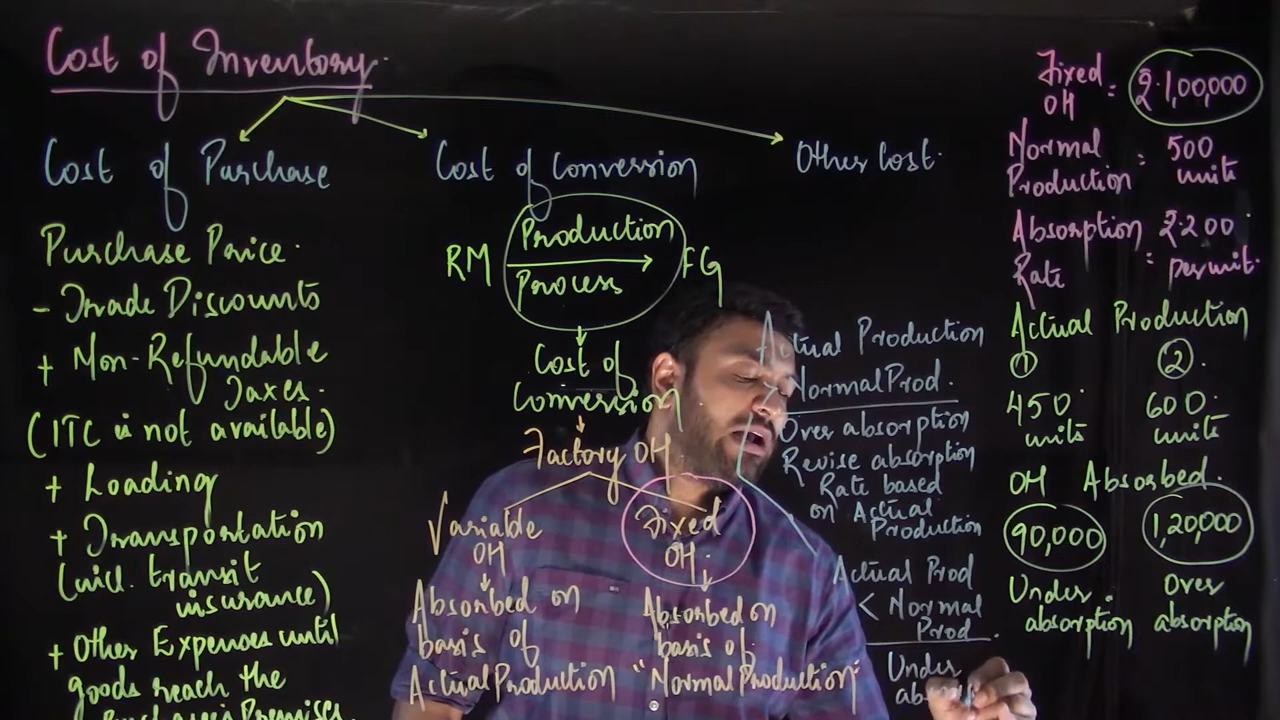 Cost of Inventory.
Cost of Purchase
Purchase Price.
- Trade Discounts
+ Non-Refundable
Taxes.
(ITC is not available)
+ Loading
+ Transportation
(incl. transit
insurance)
+ Other Expenses until
goods reach the
Purchaser's Premises.
Cost of Conversion
RM Production FG
Process
Cost of
Conversion
Factory OH
Variable
OH
Absorbed on
basis of
Actual Production
Fixed
OH.
Absorbed on
basis of
"Normal Production"
Other Cost.
Actual Production
> Normal Prod.
Over absorption
Revise absorption
Rate based
on Actual
Production
Actual Prod
< Normal
Prod.
Under
Fixed
OH = ₹.1,00,000
Normal
Production = 500
units
Absorption
Rate = ₹.200
per unit.
Actual Production
① ②.
450. 600.
units units
OH Absorbed.
90,000 1,20,000
Under Over
absorption absorption